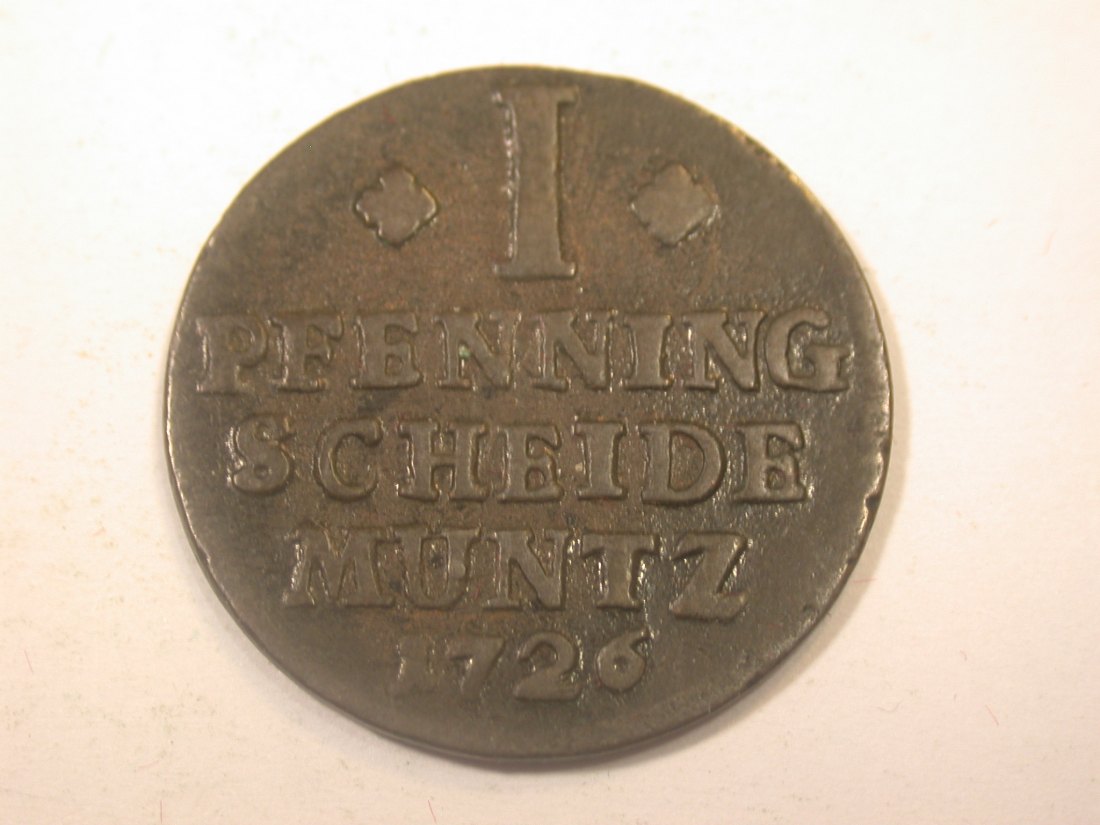 I
PFENNING
SCHEIDE
MUNTZ
1726